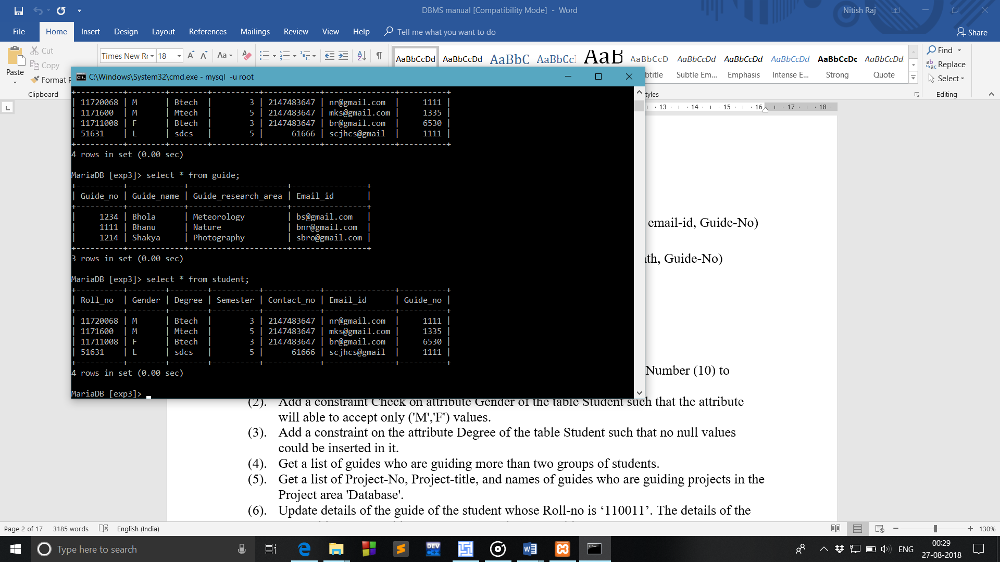 DBMS manual [Compatibility Mode] - Word
Nitish Raj
File Home Insert Design Layout References Mailings Review View Help Tell me what you want to do Share
Paste Cut Copy Format
Clipboard
Times New R 18 Aa
AaBbCcDd AaBbCcDd AaBbC AaBbCc AaB AaBbCcD AaBbCcDd AaBbCcDd AaBbCcDd AaBbCcDc AaBbCcDd
btitle Subtle Em... Emphasis Intense E... Strong Quote
tyles
Find
Replace
Select
Editing
13 14 15 16 17 18
C:\Windows\System32\cmd.exe - mysql -u root
+----------+--------+---------+----------+------------+---------------+----------+
| 11720068 | M      | Btech   |        3 | 2147483647 | nr@gmail.com  |     1111 |
| 1171600  | M      | Mtech   |        5 | 2147483647 | mks@gmail.com |     1335 |
| 11711008 | F      | Btech   |        3 | 2147483647 | br@gmail.com  |     6530 |
| 51631    | L      | sdcs    |        5 |      61666 | scjhcs@gmail  |     1111 |
+----------+--------+---------+----------+------------+---------------+----------+
4 rows in set (0.00 sec)
MariaDB [exp3]> select * from guide;
+----------+------------+---------------------+----------------+
| Guide_no | Guide_name | Guide_research_area | Email_id       |
+----------+------------+---------------------+----------------+
|     1234 | Bhola      | Meteorology         | bs@gmail.com   |
|     1111 | Bhanu      | Nature              | bnr@gmail.com  |
|     1214 | Shakya     | Photography         | sbro@gmail.com |
+----------+------------+---------------------+----------------+
3 rows in set (0.00 sec)
MariaDB [exp3]> select * from student;
+----------+--------+---------+----------+------------+---------------+----------+
| Roll_no  | Gender | Degree  | Semester | Contact_no | Email_id      | Guide_no |
+----------+--------+---------+----------+------------+---------------+----------+
| 11720068 | M      | Btech   |        3 | 2147483647 | nr@gmail.com  |     1111 |
| 1171600  | M      | Mtech   |        5 | 2147483647 | mks@gmail.com |     1335 |
| 11711008 | F      | Btech   |        3 | 2147483647 | br@gmail.com  |     6530 |
| 51631    | L      | sdcs    |        5 |      61666 | scjhcs@gmail  |     1111 |
+----------+--------+---------+----------+------------+---------------+----------+
4 rows in set (0.00 sec)
MariaDB [exp3]>
email-id, Guide-No)
th, Guide-No)
Number (10) to
(2). Add a constraint Check on attribute Gender of the table Student such that the attribute
will able to accept only ('M','F') values.
(3). Add a constraint on the attribute Degree of the table Student such that no null values
could be inserted in it.
(4). Get a list of guides who are guiding more than two groups of students.
(5). Get a list of Project-No, Project-title, and names of guides who are guiding projects in the
Project area 'Database'.
(6). Update details of the guide of the student whose Roll-no is ‘110011’. The details of the
Page 2 of 17 3185 words English (India) 130%
Type here to search
DEV C++
ENG
00:29
27-08-2018